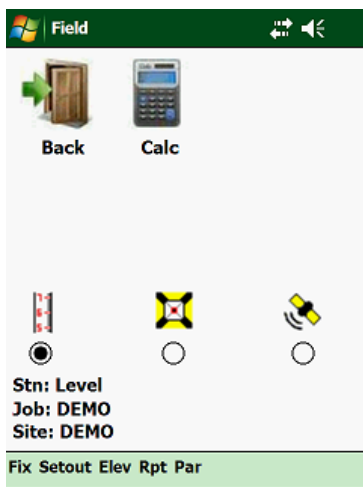 Field
Back Calc
Stn: Level
Job: DEMO
Site: DEMO
Fix Setout Elev Rpt Par